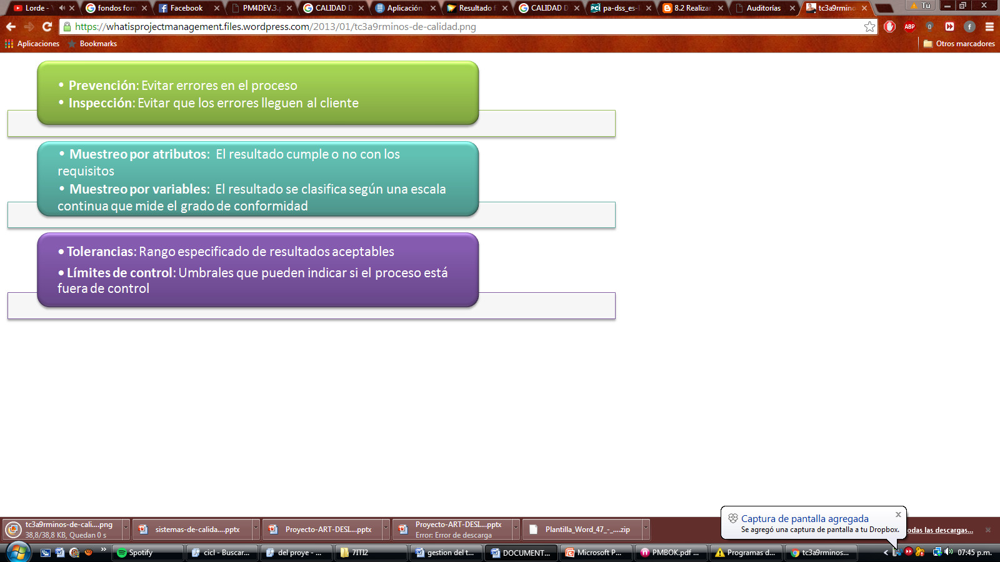 Lorde -
fondos for
Facebook
PM4DEV.3.
CALIDAD D
Aplicación
Resultado f
CALIDAD D
pa-dss_es-
8.2 Realizar
Auditorías
tc3a9rmino
Tú
https://whatisprojectmanagement.files.wordpress.com/2013/01/tc3a9rminos-de-calidad.png
ABP
Aplicaciones
Bookmarks
Otros marcadores
• Prevención: Evitar errores en el proceso
• Inspección: Evitar que los errores lleguen al cliente
• Muestreo por atributos: El resultado cumple o no con los
requisitos
• Muestreo por variables: El resultado se clasifica según una escala
continua que mide el grado de conformidad
• Tolerancias: Rango especificado de resultados aceptables
• Límites de control: Umbrales que pueden indicar si el proceso está
fuera de control
Captura de pantalla agregada
Se agregó una captura de pantalla a tu Dropbox.
tc3a9rminos-de-cali....png
38,8/38,8 KB, Quedan 0 s
sistemas-de-calida....pptx
Proyecto-ART-DESI....pptx
Proyecto-ART-DESI....pptx
Error: Error de descarga
Plantilla_Word_47_-_....zip
odas las descargas...
Spotify
cicl - Buscar...
del proye - ...
7ITI2
gestion del t...
DOCUMENT...
Microsoft P...
PMBOK.pdf ...
Programas d...
tc3a9rminos...
07:45 p.m.